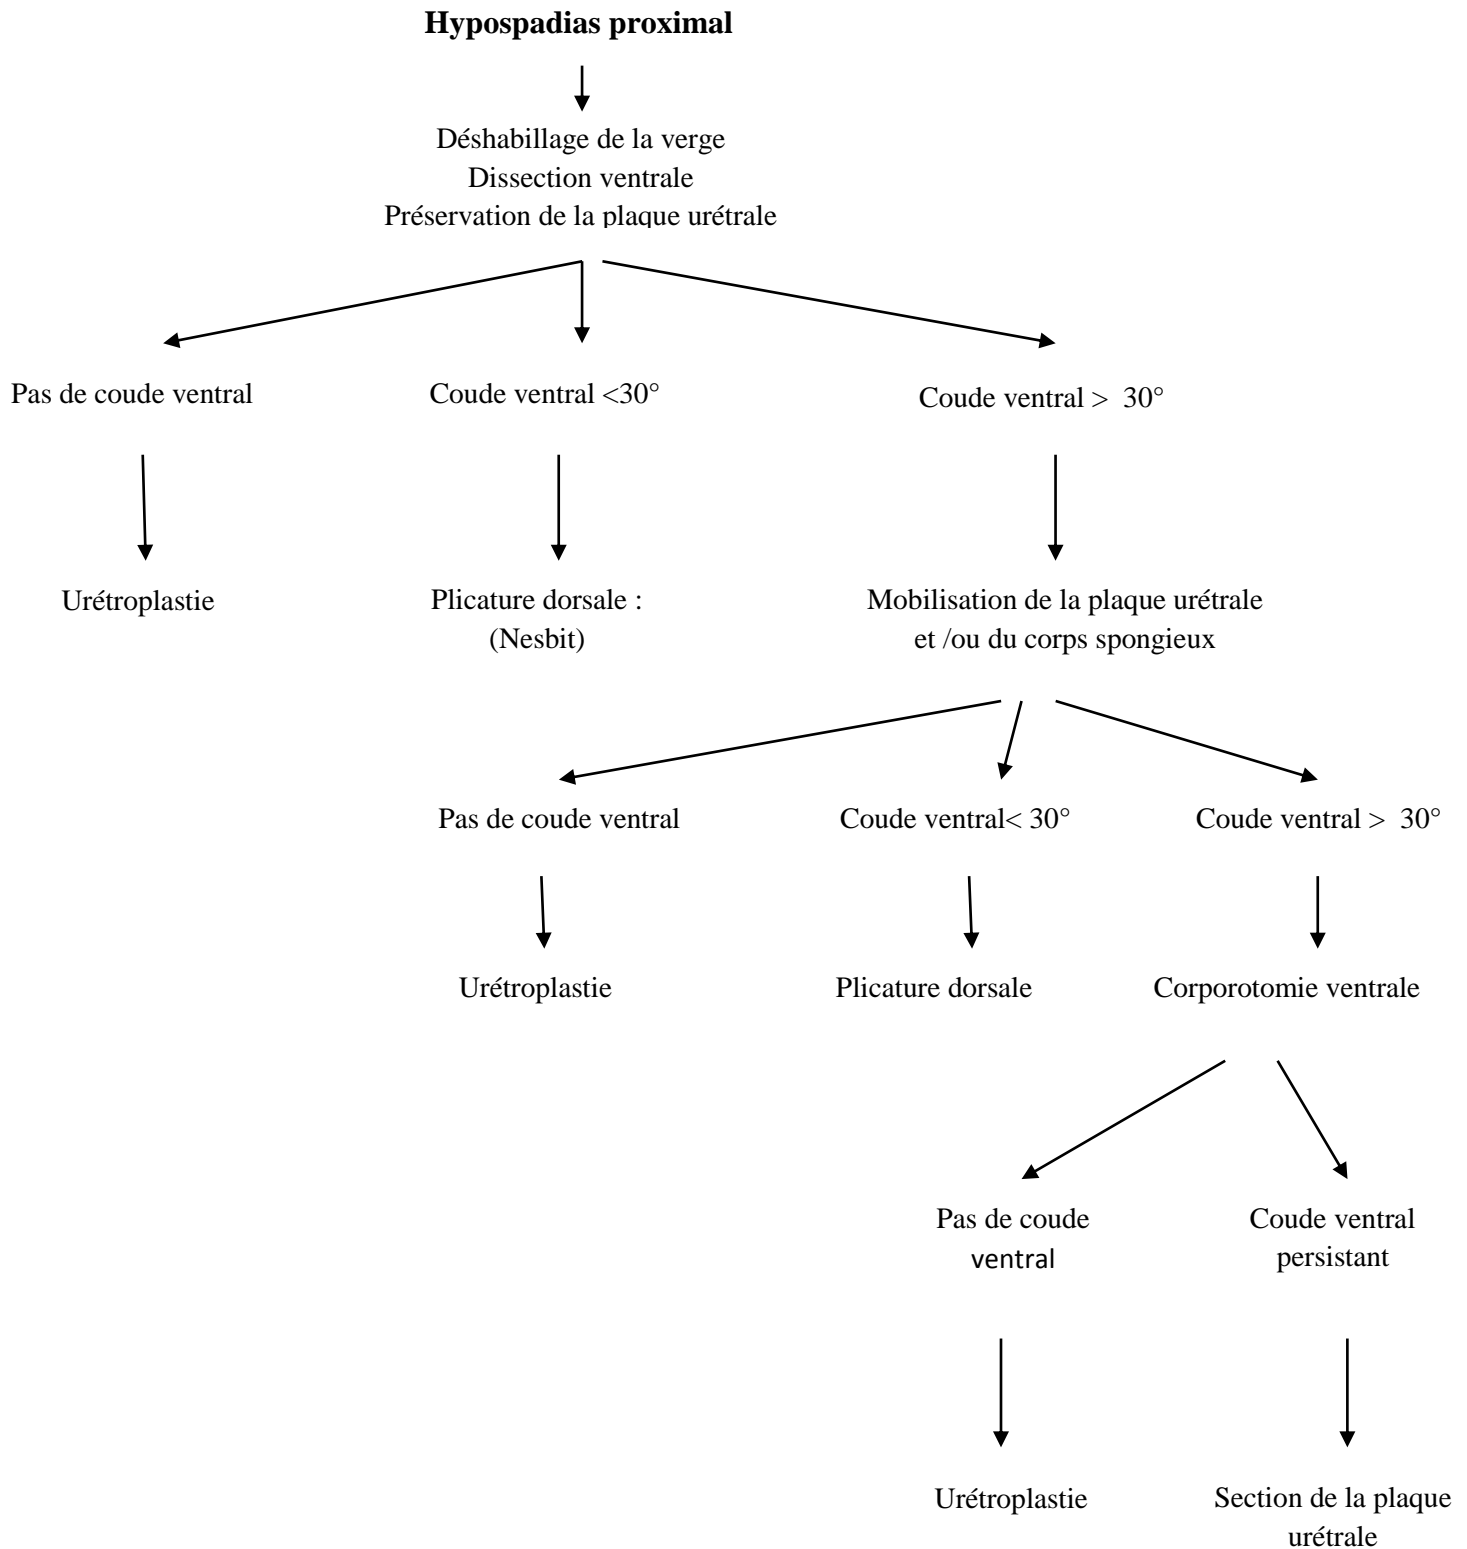 Hypospadias proximal
Déshabillage de la verge
Dissection ventrale
Préservation de la plaque urétrale
Pas de coude ventral
Coude ventral <30°
Coude ventral >  30°
Urétroplastie
Plicature dorsale :
(Nesbit)
Mobilisation de la plaque urétrale
et /ou du corps spongieux
Pas de coude ventral
Coude ventral< 30°
Coude ventral >  30°
Urétroplastie
Plicature dorsale
Corporotomie ventrale
Pas de coude
ventral
Coude ventral
persistant
Urétroplastie
Section de la plaque
urétrale